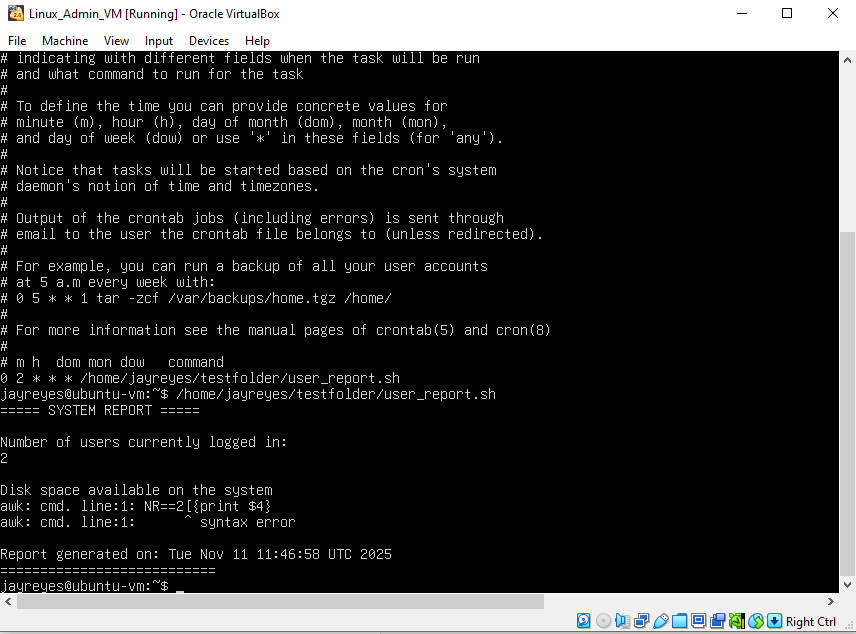 Linux_Admin_VM [Running] - Oracle VirtualBox
File Machine View Input Devices Help
# indicating with different fields when the task will be run
# and what command to run for the task
#
# To define the time you can provide concrete values for
# minute (m), hour (h), day of month (dom), month (mon),
# and day of week (dow) or use '*' in these fields (for 'any').
#
# Notice that tasks will be started based on the cron's system
# daemon's notion of time and timezones.
#
# Output of the crontab jobs (including errors) is sent through
# email to the user the crontab file belongs to (unless redirected).
#
# For example, you can run a backup of all your user accounts
# at 5 a.m every week with:
# 0 5 * * 1 tar -zcf /var/backups/home.tgz /home/
#
# For more information see the manual pages of crontab(5) and cron(8)
#
# m h  dom mon dow   command
0 2 * * * /home/jayreyes/testfolder/user_report.sh
jayreyes@ubuntu-vm:~$ /home/jayreyes/testfolder/user_report.sh
===== SYSTEM REPORT =====
Number of users currently logged in:
2
Disk space available on the system
awk: cmd. line:1: NR==2[{print $4}
awk: cmd. line:1:      ^ syntax error
Report generated on: Tue Nov 11 11:46:58 UTC 2025
===========================
jayreyes@ubuntu-vm:~$ _
Right Ctrl